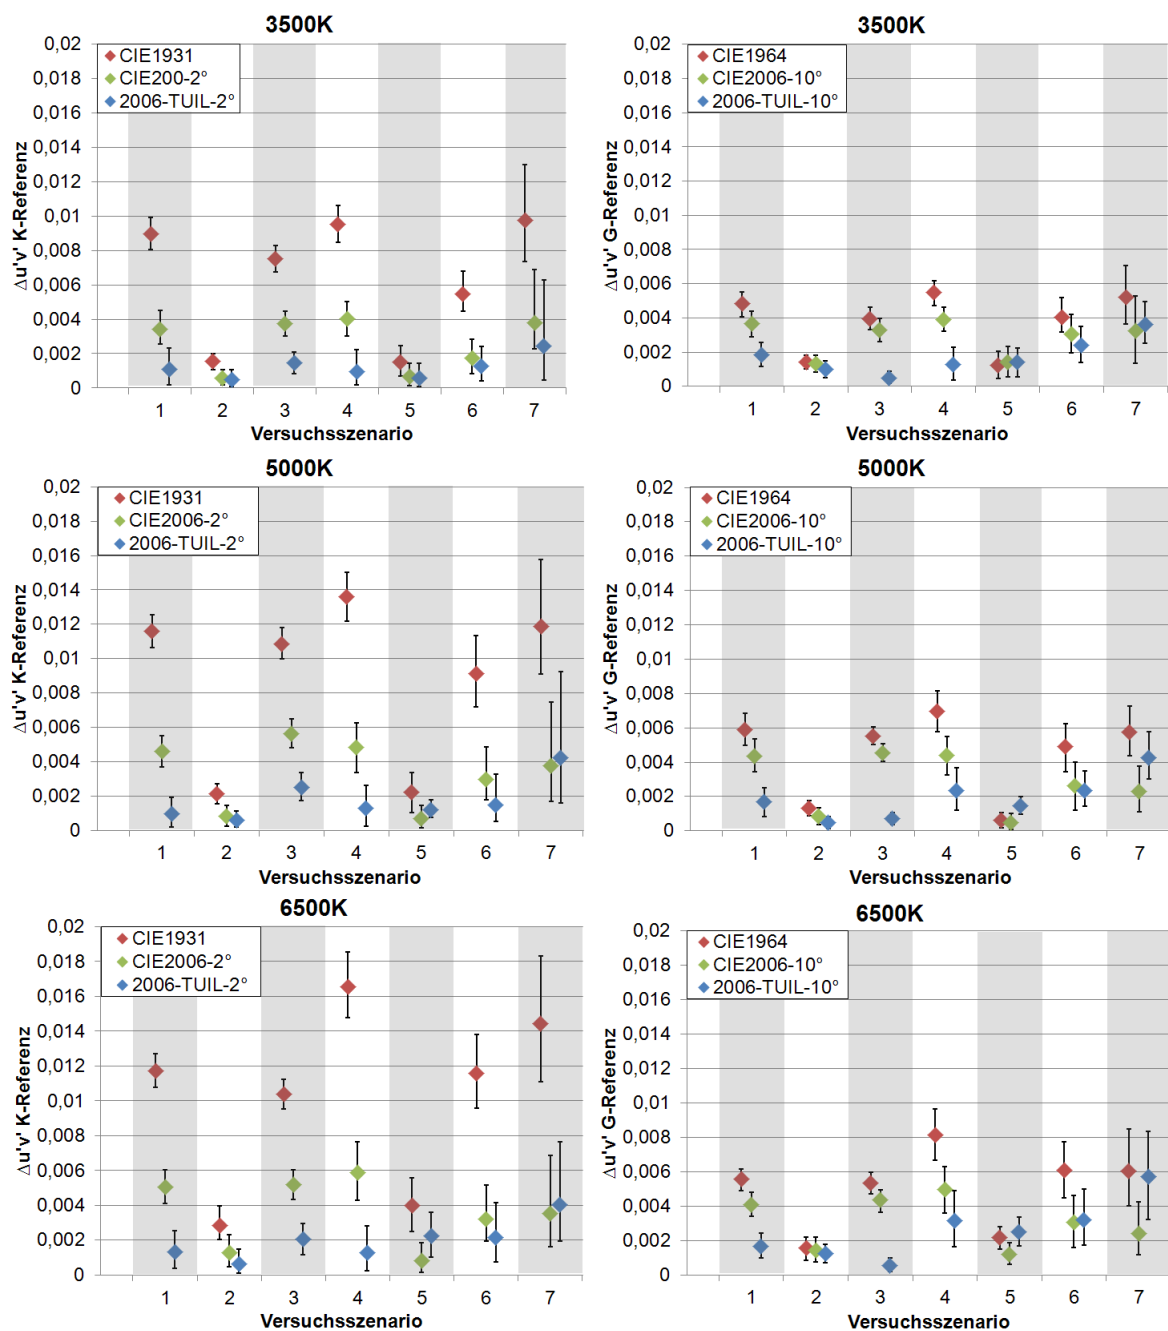 3500K
0,02
0,018
0,016
0,014
0,012
0,01
0,008
0,006
0,004
0,002
0
Δu'v' K-Referenz
CIE1931
CIE200-2°
2006-TUIL-2°
1 2 3 4 5 6 7
Versuchsszenario
3500K
0,02
0,018
0,016
0,014
0,012
0,01
0,008
0,006
0,004
0,002
0
Δu'v' G-Referenz
CIE1964
CIE2006-10°
2006-TUIL-10°
1 2 3 4 5 6 7
Versuchsszenario
5000K
0,02
0,018
0,016
0,014
0,012
0,01
0,008
0,006
0,004
0,002
0
Δu'v' K-Referenz
CIE1931
CIE2006-2°
2006-TUIL-2°
1 2 3 4 5 6 7
Versuchsszenario
5000K
0,02
0,018
0,016
0,014
0,012
0,01
0,008
0,006
0,004
0,002
0
Δu'v' G-Referenz
CIE1964
CIE2006-10°
2006-TUIL-10°
1 2 3 4 5 6 7
Versuchsszenario
6500K
0,02
0,018
0,016
0,014
0,012
0,01
0,008
0,006
0,004
0,002
0
Δu'v' K-Referenz
CIE1931
CIE2006-2°
2006-TUIL-2°
1 2 3 4 5 6 7
Versuchsszenario
6500K
0,02
0,018
0,016
0,014
0,012
0,01
0,008
0,006
0,004
0,002
0
Δu'v' G-Referenz
CIE1964
CIE2006-10°
2006-TUIL-10°
1 2 3 4 5 6 7
Versuchsszenario